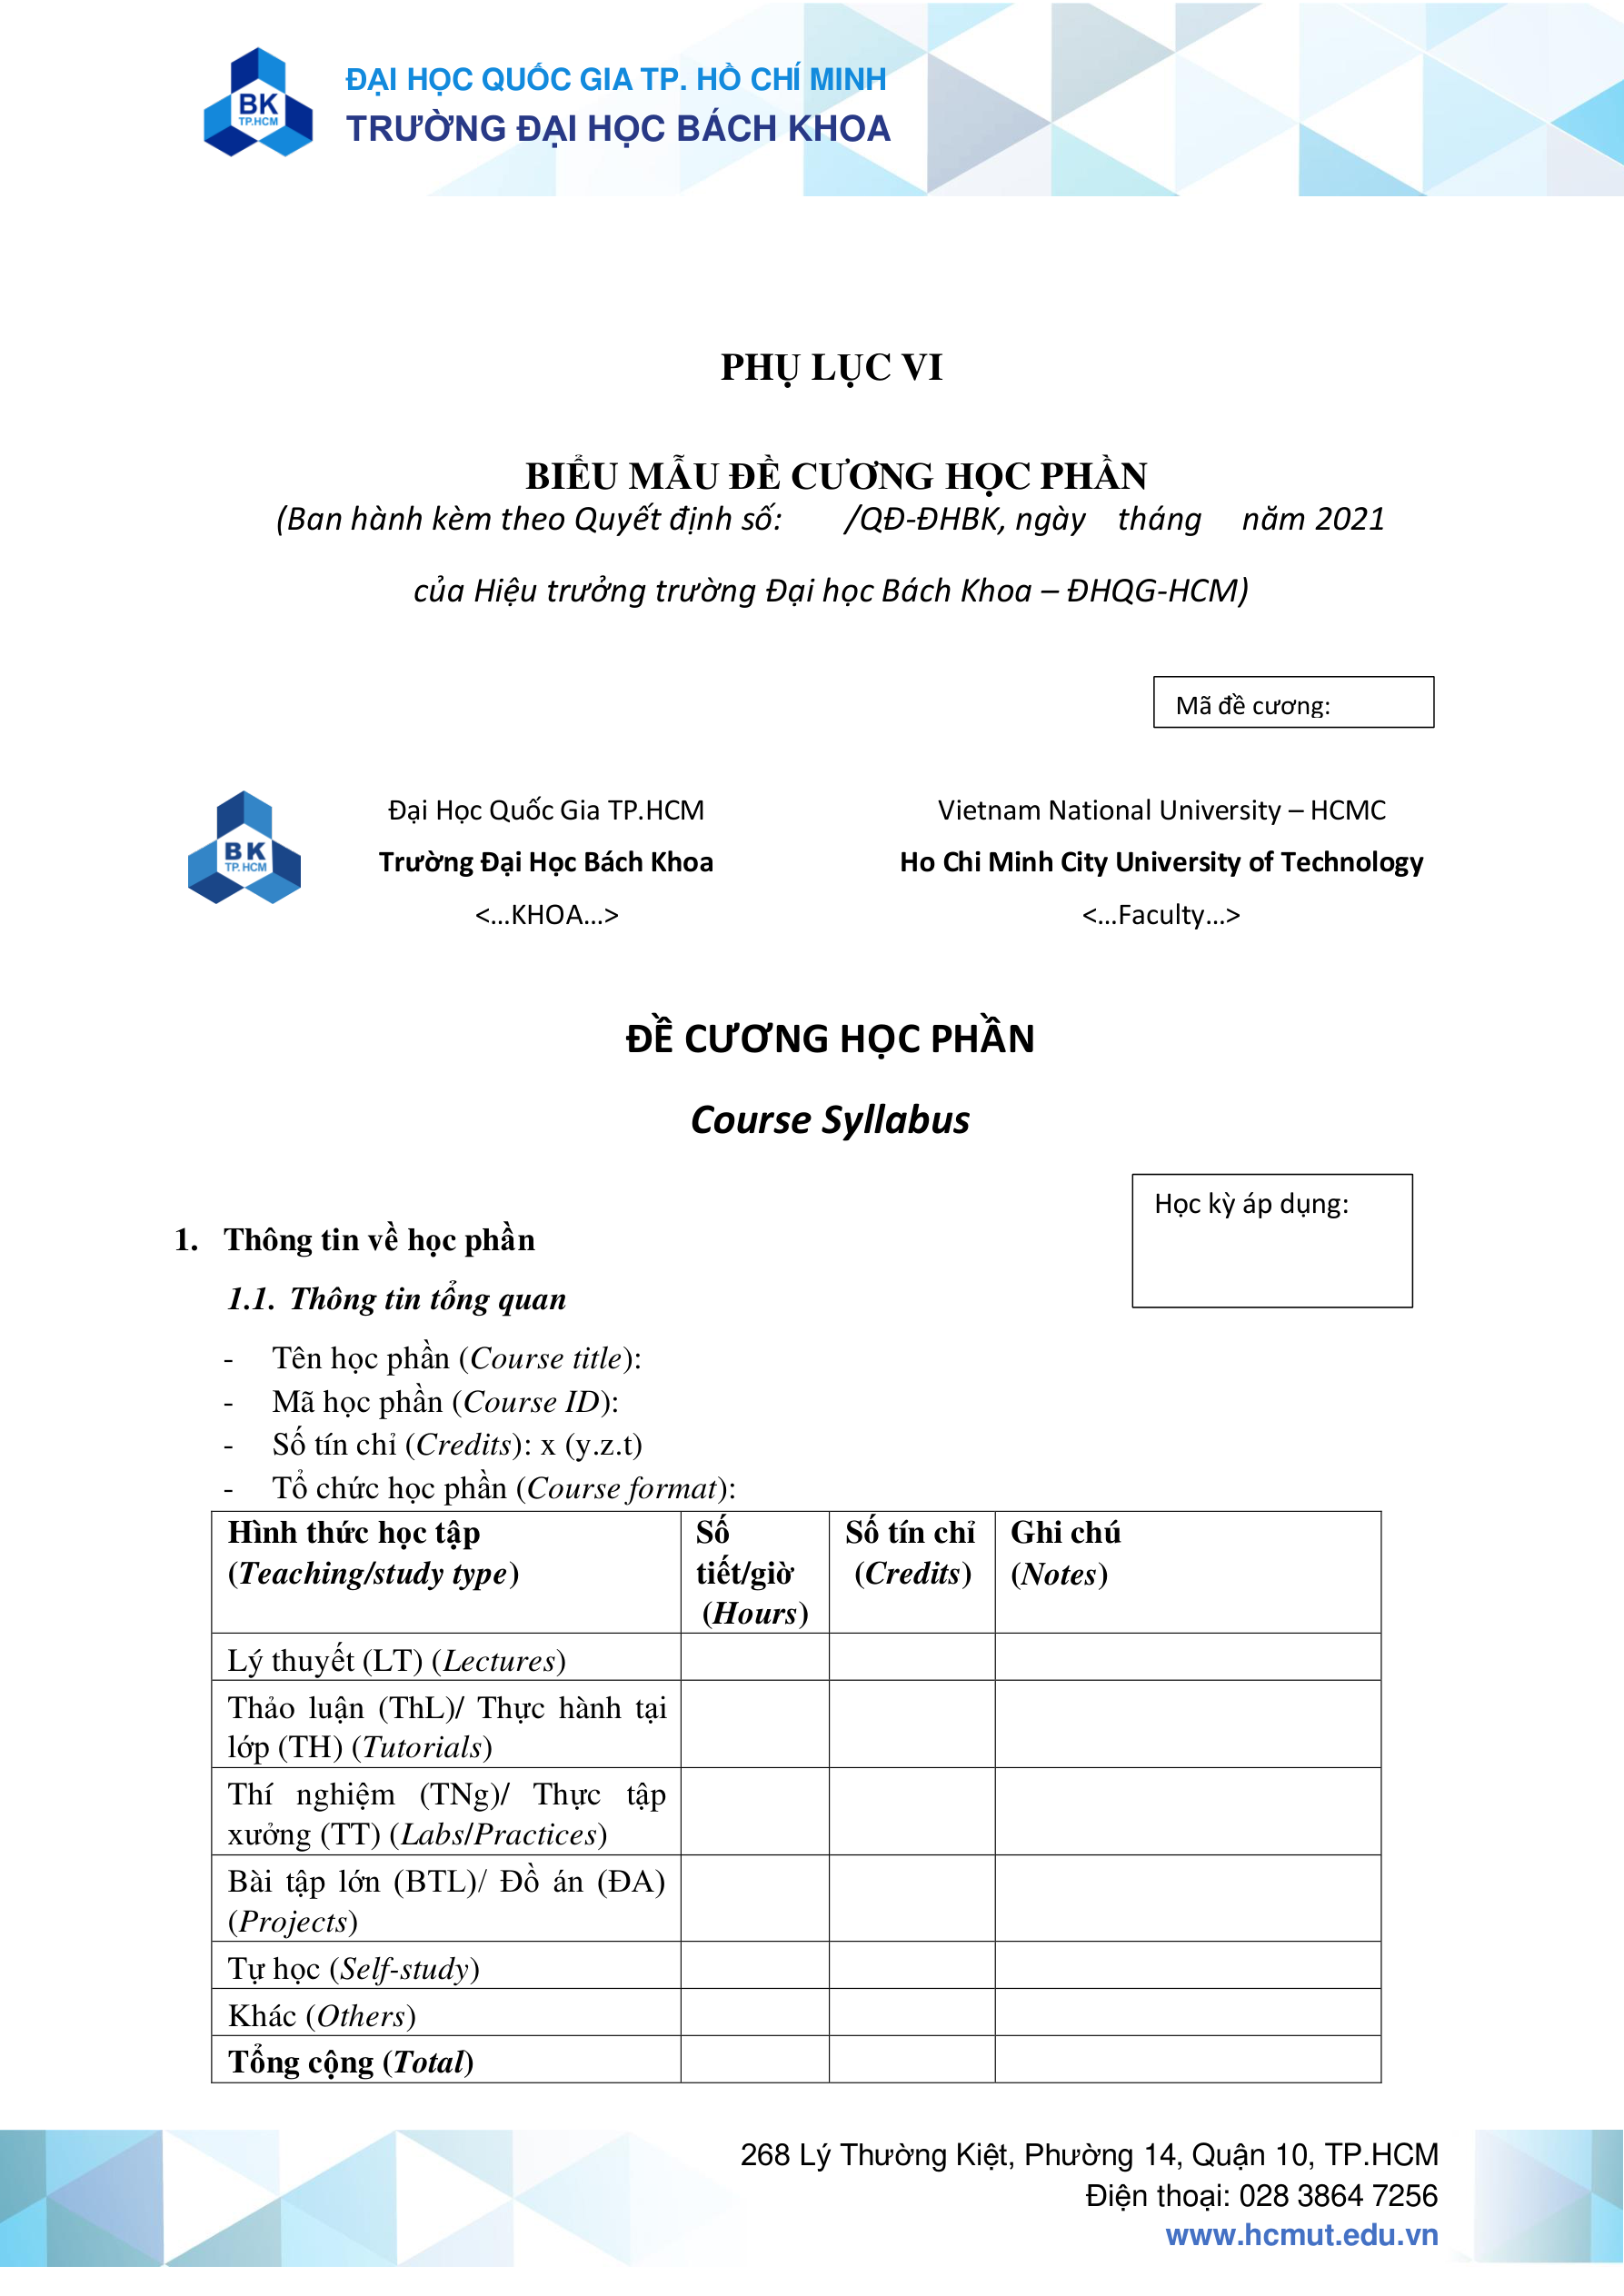 BK
TP.HCM
ĐẠI HỌC QUỐC GIA TP. HỒ CHÍ MINH
TRƯỜNG ĐẠI HỌC BÁCH KHOA
PHỤ LỤC VI
BIỂU MẪU ĐỀ CƯƠNG HỌC PHẦN
(Ban hành kèm theo Quyết định số: /QĐ-ĐHBK, ngày tháng năm 2021
của Hiệu trưởng trường Đại học Bách Khoa – ĐHQG-HCM)
Mã đề cương:
BK
TP.HCM
Đại Học Quốc Gia TP.HCM
Trường Đại Học Bách Khoa
<...KHOA...>
Vietnam National University – HCMC
Ho Chi Minh City University of Technology
<...Faculty...>
ĐỀ CƯƠNG HỌC PHẦN
Course Syllabus
Học kỳ áp dụng:
1. Thông tin về học phần
1.1. Thông tin tổng quan
- Tên học phần (Course title):
- Mã học phần (Course ID):
- Số tín chỉ (Credits): x (y.z.t)
- Tổ chức học phần (Course format):
Hình thức học tập
(Teaching/study type)
Số
tiết/giờ
(Hours)
Số tín chỉ
(Credits)
Ghi chú
(Notes)
Lý thuyết (LT) (Lectures)
Thảo luận (ThL)/ Thực hành tại
lớp (TH) (Tutorials)
Thí nghiệm (TNg)/ Thực tập
xưởng (TT) (Labs/Practices)
Bài tập lớn (BTL)/ Đồ án (ĐA)
(Projects)
Tự học (Self-study)
Khác (Others)
Tổng cộng (Total)
268 Lý Thường Kiệt, Phường 14, Quận 10, TP.HCM
Điện thoại: 028 3864 7256
www.hcmut.edu.vn